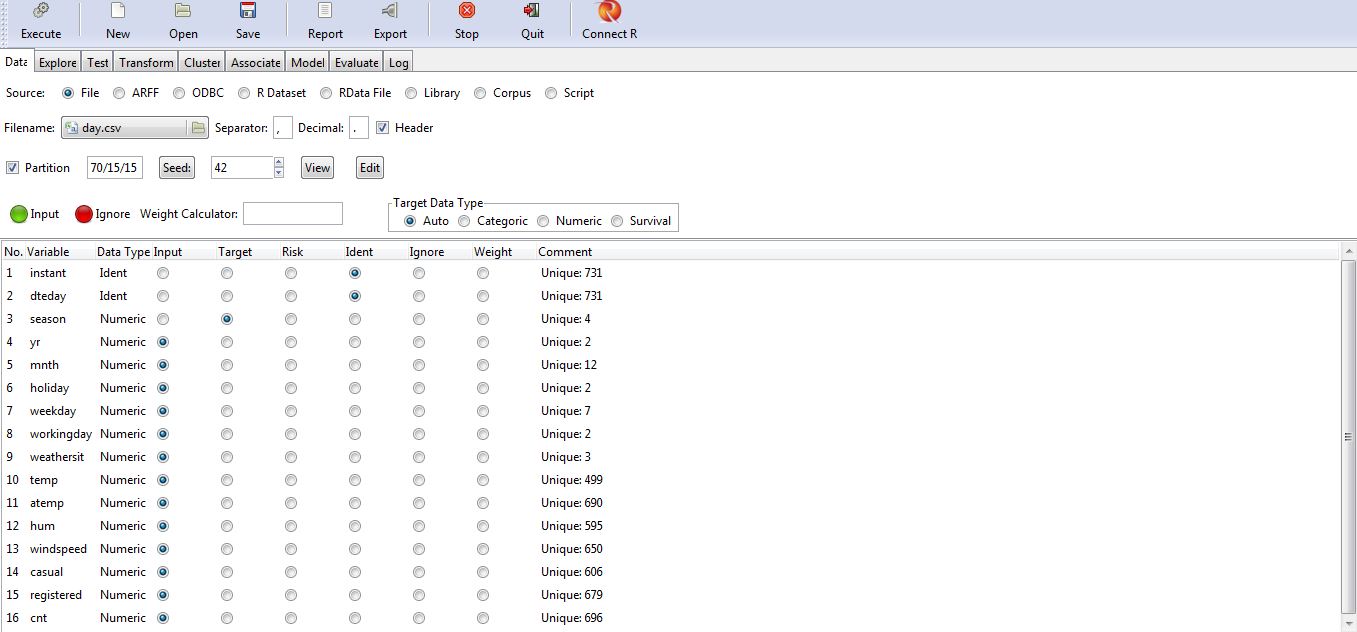 Execute New Open Save Report Export Stop Quit Connect R
Data Explore Test Transform Cluster Associate Model Evaluate Log
Source: File ARFF ODBC R Dataset RData File Library Corpus Script
Filename: day.csv Separator: , Decimal: . Header
Partition 70/15/15 Seed: 42 View Edit
Target Data Type
Input Ignore Weight Calculator: Auto Categoric Numeric Survival
No. Variable Data Type Input Target Risk Ident Ignore Weight Comment
1 instant Ident Unique: 731
2 dteday Ident Unique: 731
3 season Numeric Unique: 4
4 yr Numeric Unique: 2
5 mnth Numeric Unique: 12
6 holiday Numeric Unique: 2
7 weekday Numeric Unique: 7
8 workingday Numeric Unique: 2
9 weathersit Numeric Unique: 3
10 temp Numeric Unique: 499
11 atemp Numeric Unique: 690
12 hum Numeric Unique: 595
13 windspeed Numeric Unique: 650
14 casual Numeric Unique: 606
15 registered Numeric Unique: 679
16 cnt Numeric Unique: 696